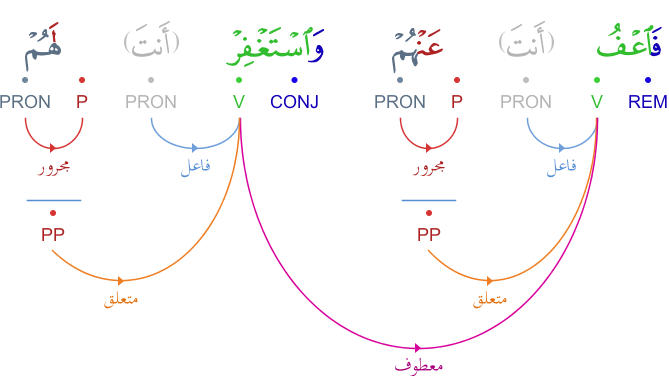 فَٱعْفُ عَنْهُمْ (أَنتَ) وَٱسْتَغْفِرْ (أَنتَ) لَهُمْ
REM V PRON P PRON CONJ V PRON P PRON
فاعل مجرور فاعل مجرور
PP PP
متعلق متعلق
معطوف